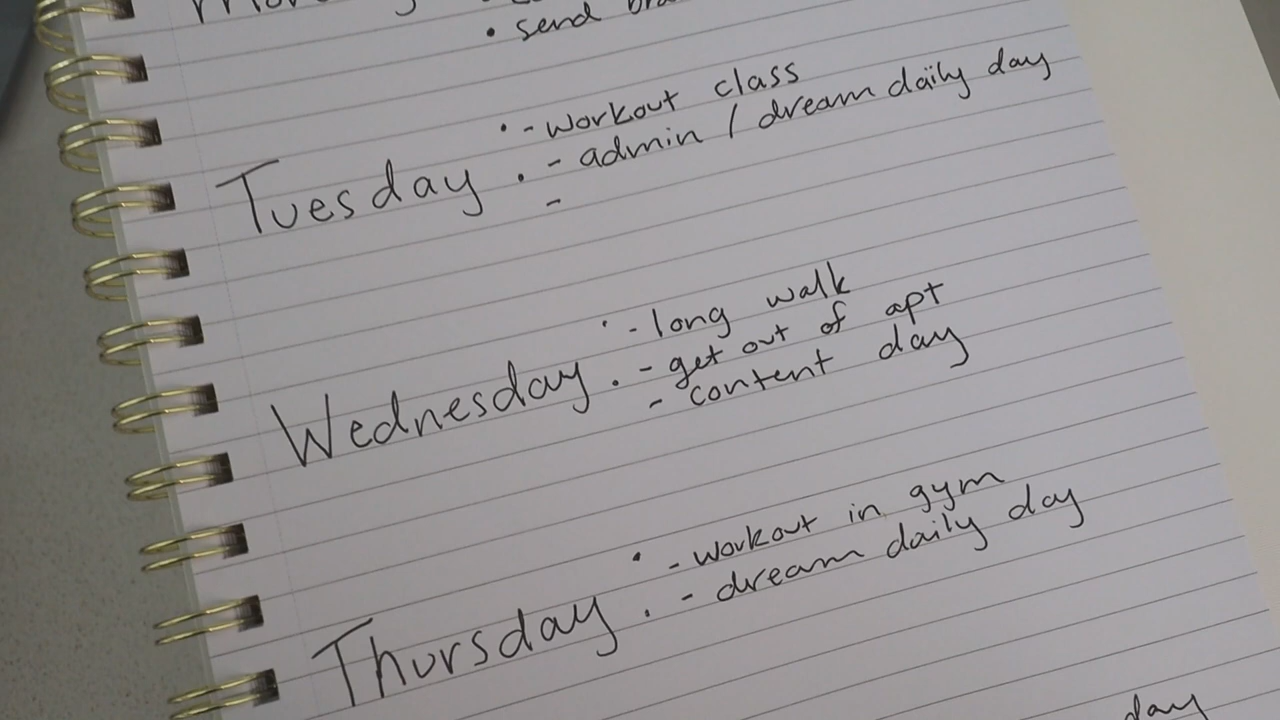 • send
• - workout class
Tuesday • - admin / dream daily day
-
• - long walk
Wednesday • - get out of apt
- content day
• - workout in gym
Thursday • - dream daily day
day